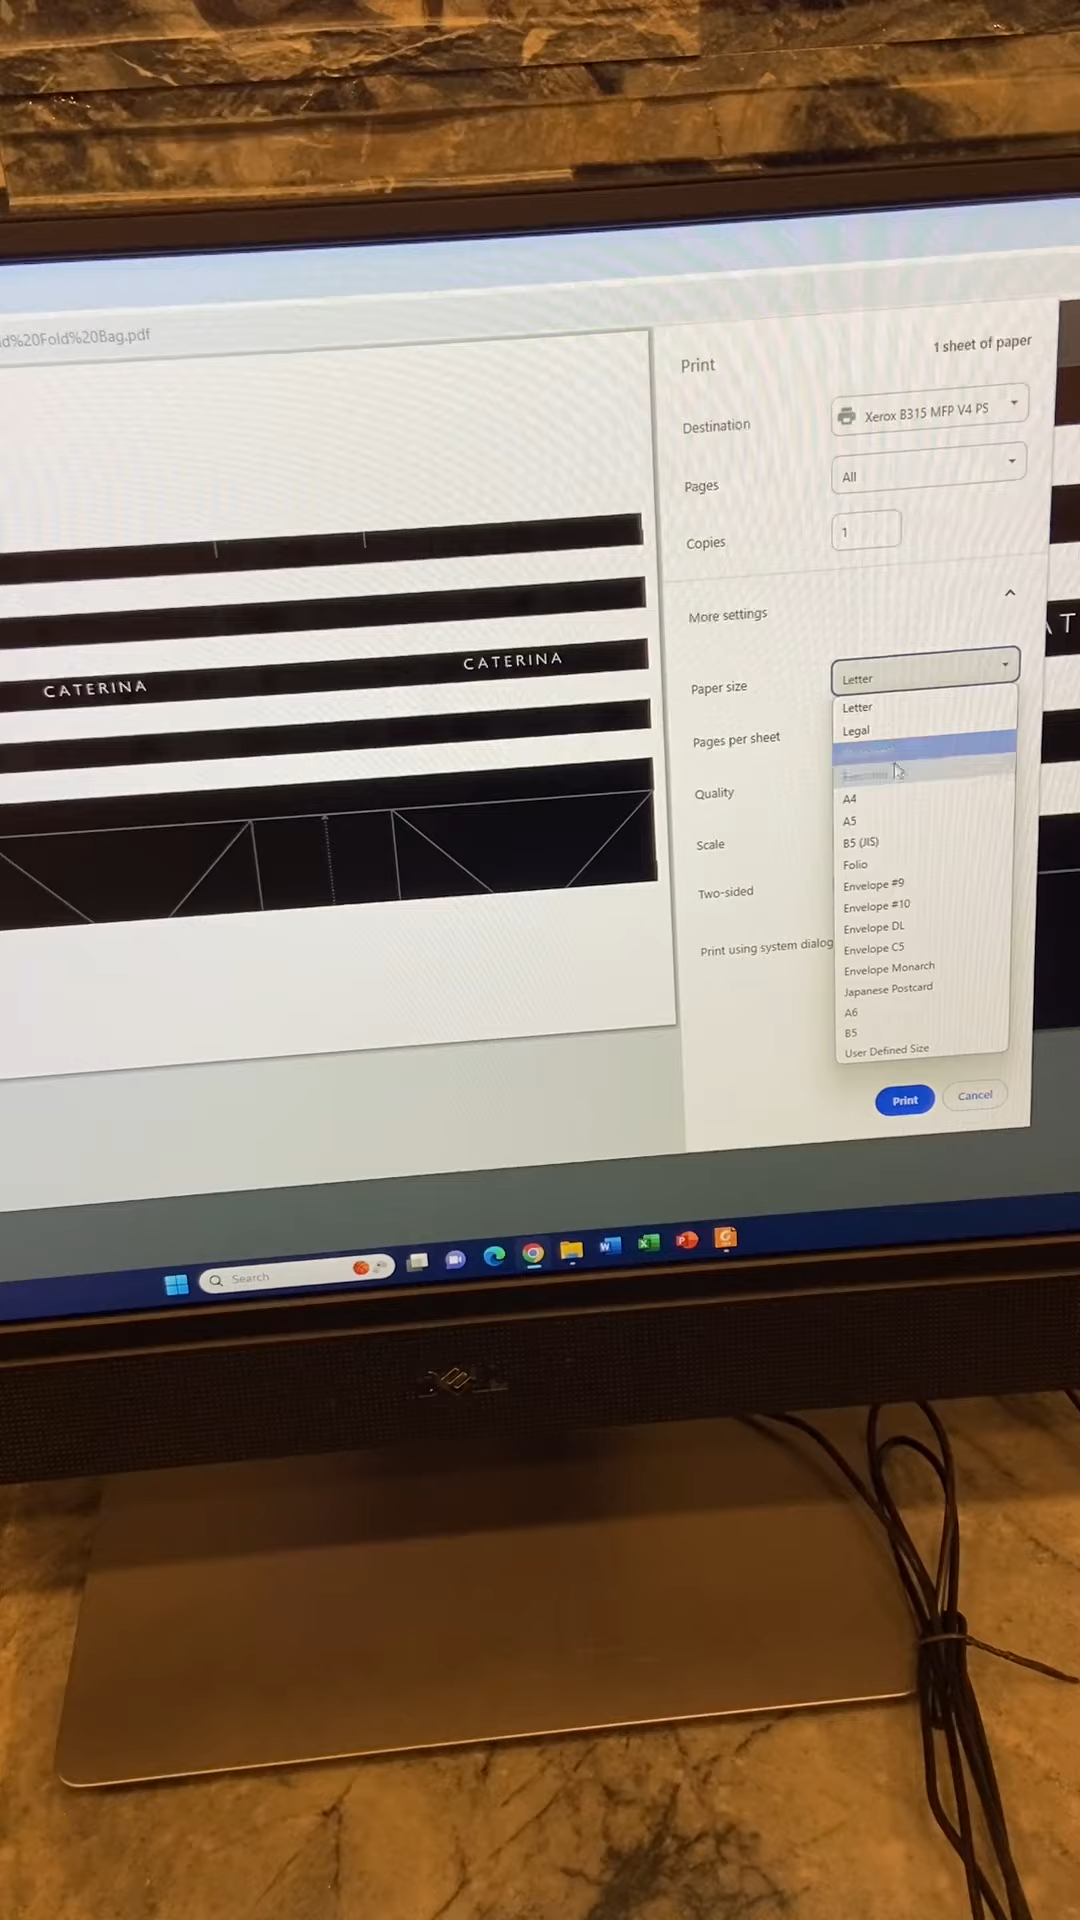 d%20Fold%20Bag.pdf
Print
1 sheet of paper
Destination
Xerox B315 MFP V4 PS
Pages
All
Copies
1
More settings
Paper size
Letter
Letter
Legal
A4
A5
B5 (JIS)
Folio
Envelope #9
Envelope #10
Envelope DL
Envelope C5
Envelope Monarch
Japanese Postcard
A6
B5
User Defined Size
Pages per sheet
Quality
Scale
Two-sided
Print using system dialog
Print
Cancel
CATERINA
CATERINA
AT
Search
DELL